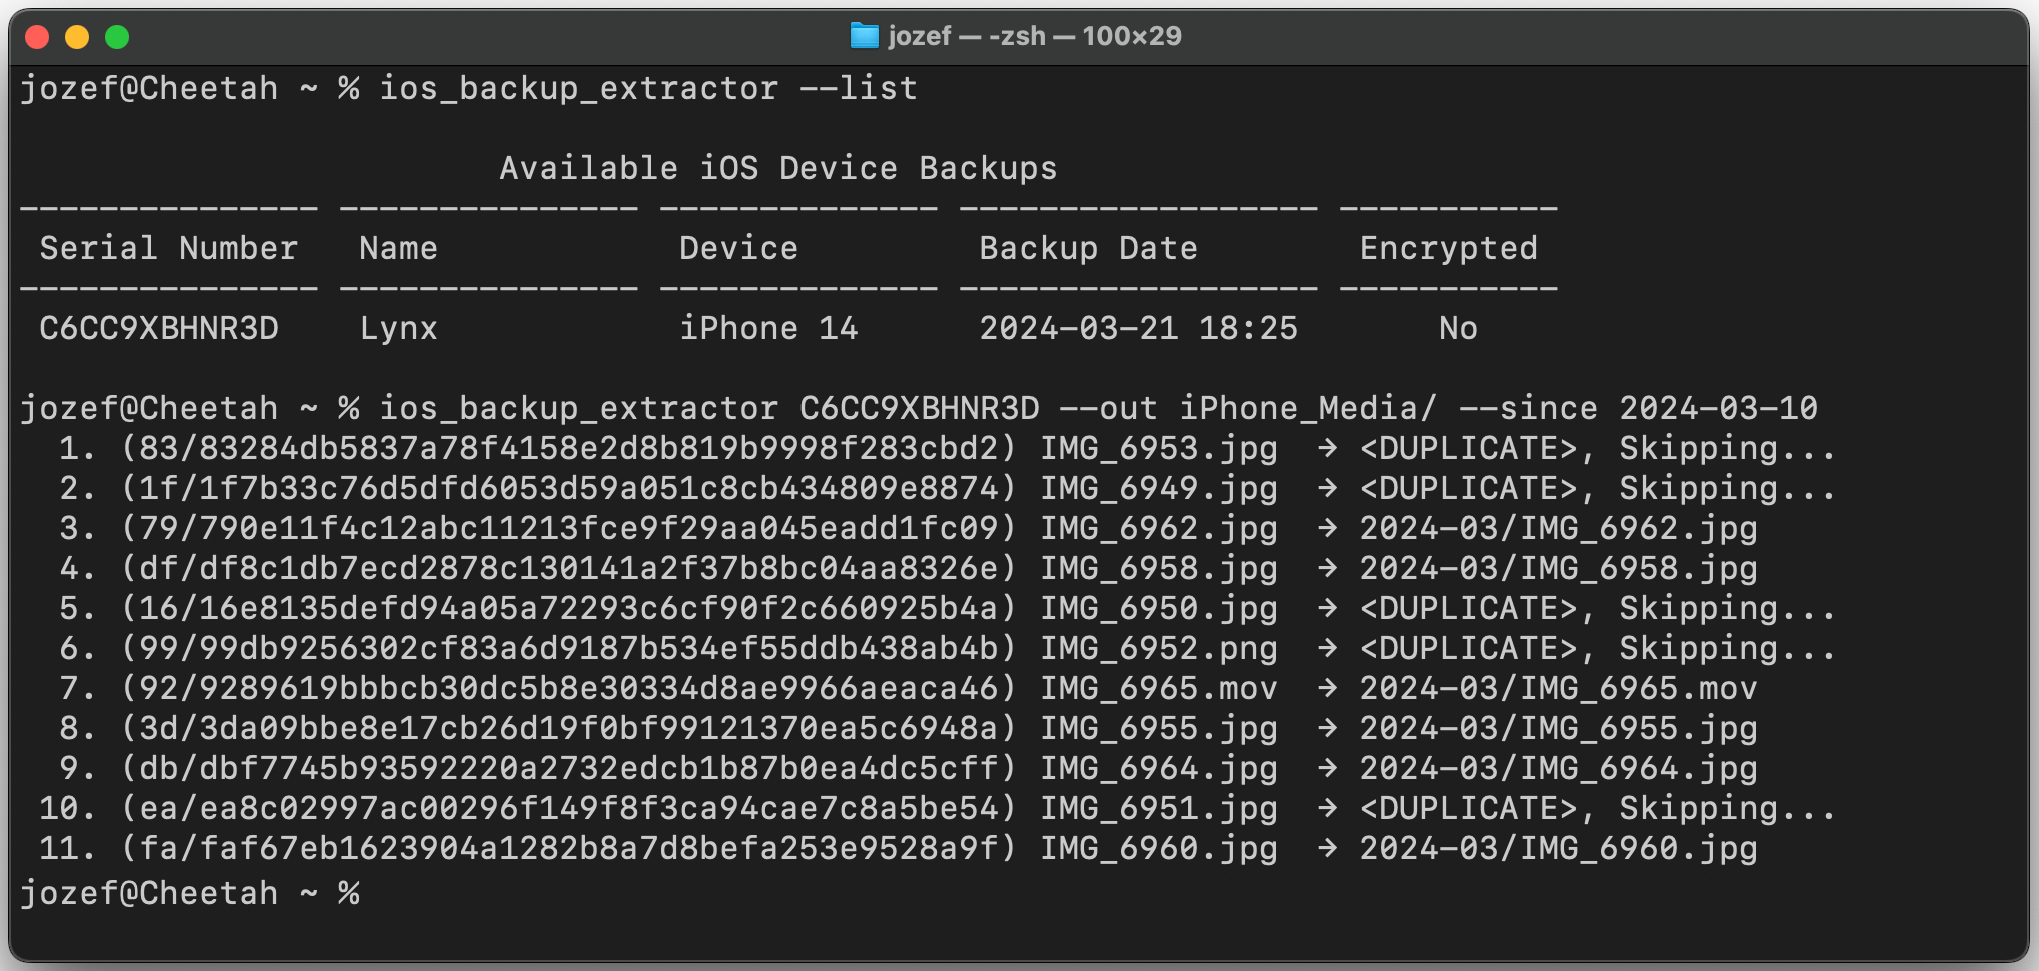 jozef — -zsh — 100×29
jozef@Cheetah ~ % ios_backup_extractor --list
Available iOS Device Backups
--------------- --------------- -------------- ------------------ -----------
Serial Number Name Device Backup Date Encrypted
--------------- --------------- -------------- ------------------ -----------
C6CC9XBHNR3D Lynx iPhone 14 2024-03-21 18:25 No
jozef@Cheetah ~ % ios_backup_extractor C6CC9XBHNR3D --out iPhone_Media/ --since 2024-03-10
1. (83/83284db5837a78f4158e2d8b819b9998f283cbd2) IMG_6953.jpg → <DUPLICATE>, Skipping...
2. (1f/1f7b33c76d5dfd6053d59a051c8cb434809e8874) IMG_6949.jpg → <DUPLICATE>, Skipping...
3. (79/790e11f4c12abc11213fce9f29aa045eadd1fc09) IMG_6962.jpg → 2024-03/IMG_6962.jpg
4. (df/df8c1db7ecd2878c130141a2f37b8bc04aa8326e) IMG_6958.jpg → 2024-03/IMG_6958.jpg
5. (16/16e8135defd94a05a72293c6cf90f2c660925b4a) IMG_6950.jpg → <DUPLICATE>, Skipping...
6. (99/99db9256302cf83a6d9187b534ef55ddb438ab4b) IMG_6952.png → <DUPLICATE>, Skipping...
7. (92/9289619bbbcb30dc5b8e30334d8ae9966aeaca46) IMG_6965.mov → 2024-03/IMG_6965.mov
8. (3d/3da09bbe8e17cb26d19f0bf99121370ea5c6948a) IMG_6955.jpg → 2024-03/IMG_6955.jpg
9. (db/dbf7745b93592220a2732edcb1b87b0ea4dc5cff) IMG_6964.jpg → 2024-03/IMG_6964.jpg
10. (ea/ea8c02997ac00296f149f8f3ca94cae7c8a5be54) IMG_6951.jpg → <DUPLICATE>, Skipping...
11. (fa/faf67eb1623904a1282b8a7d8befa253e9528a9f) IMG_6960.jpg → 2024-03/IMG_6960.jpg
jozef@Cheetah ~ %